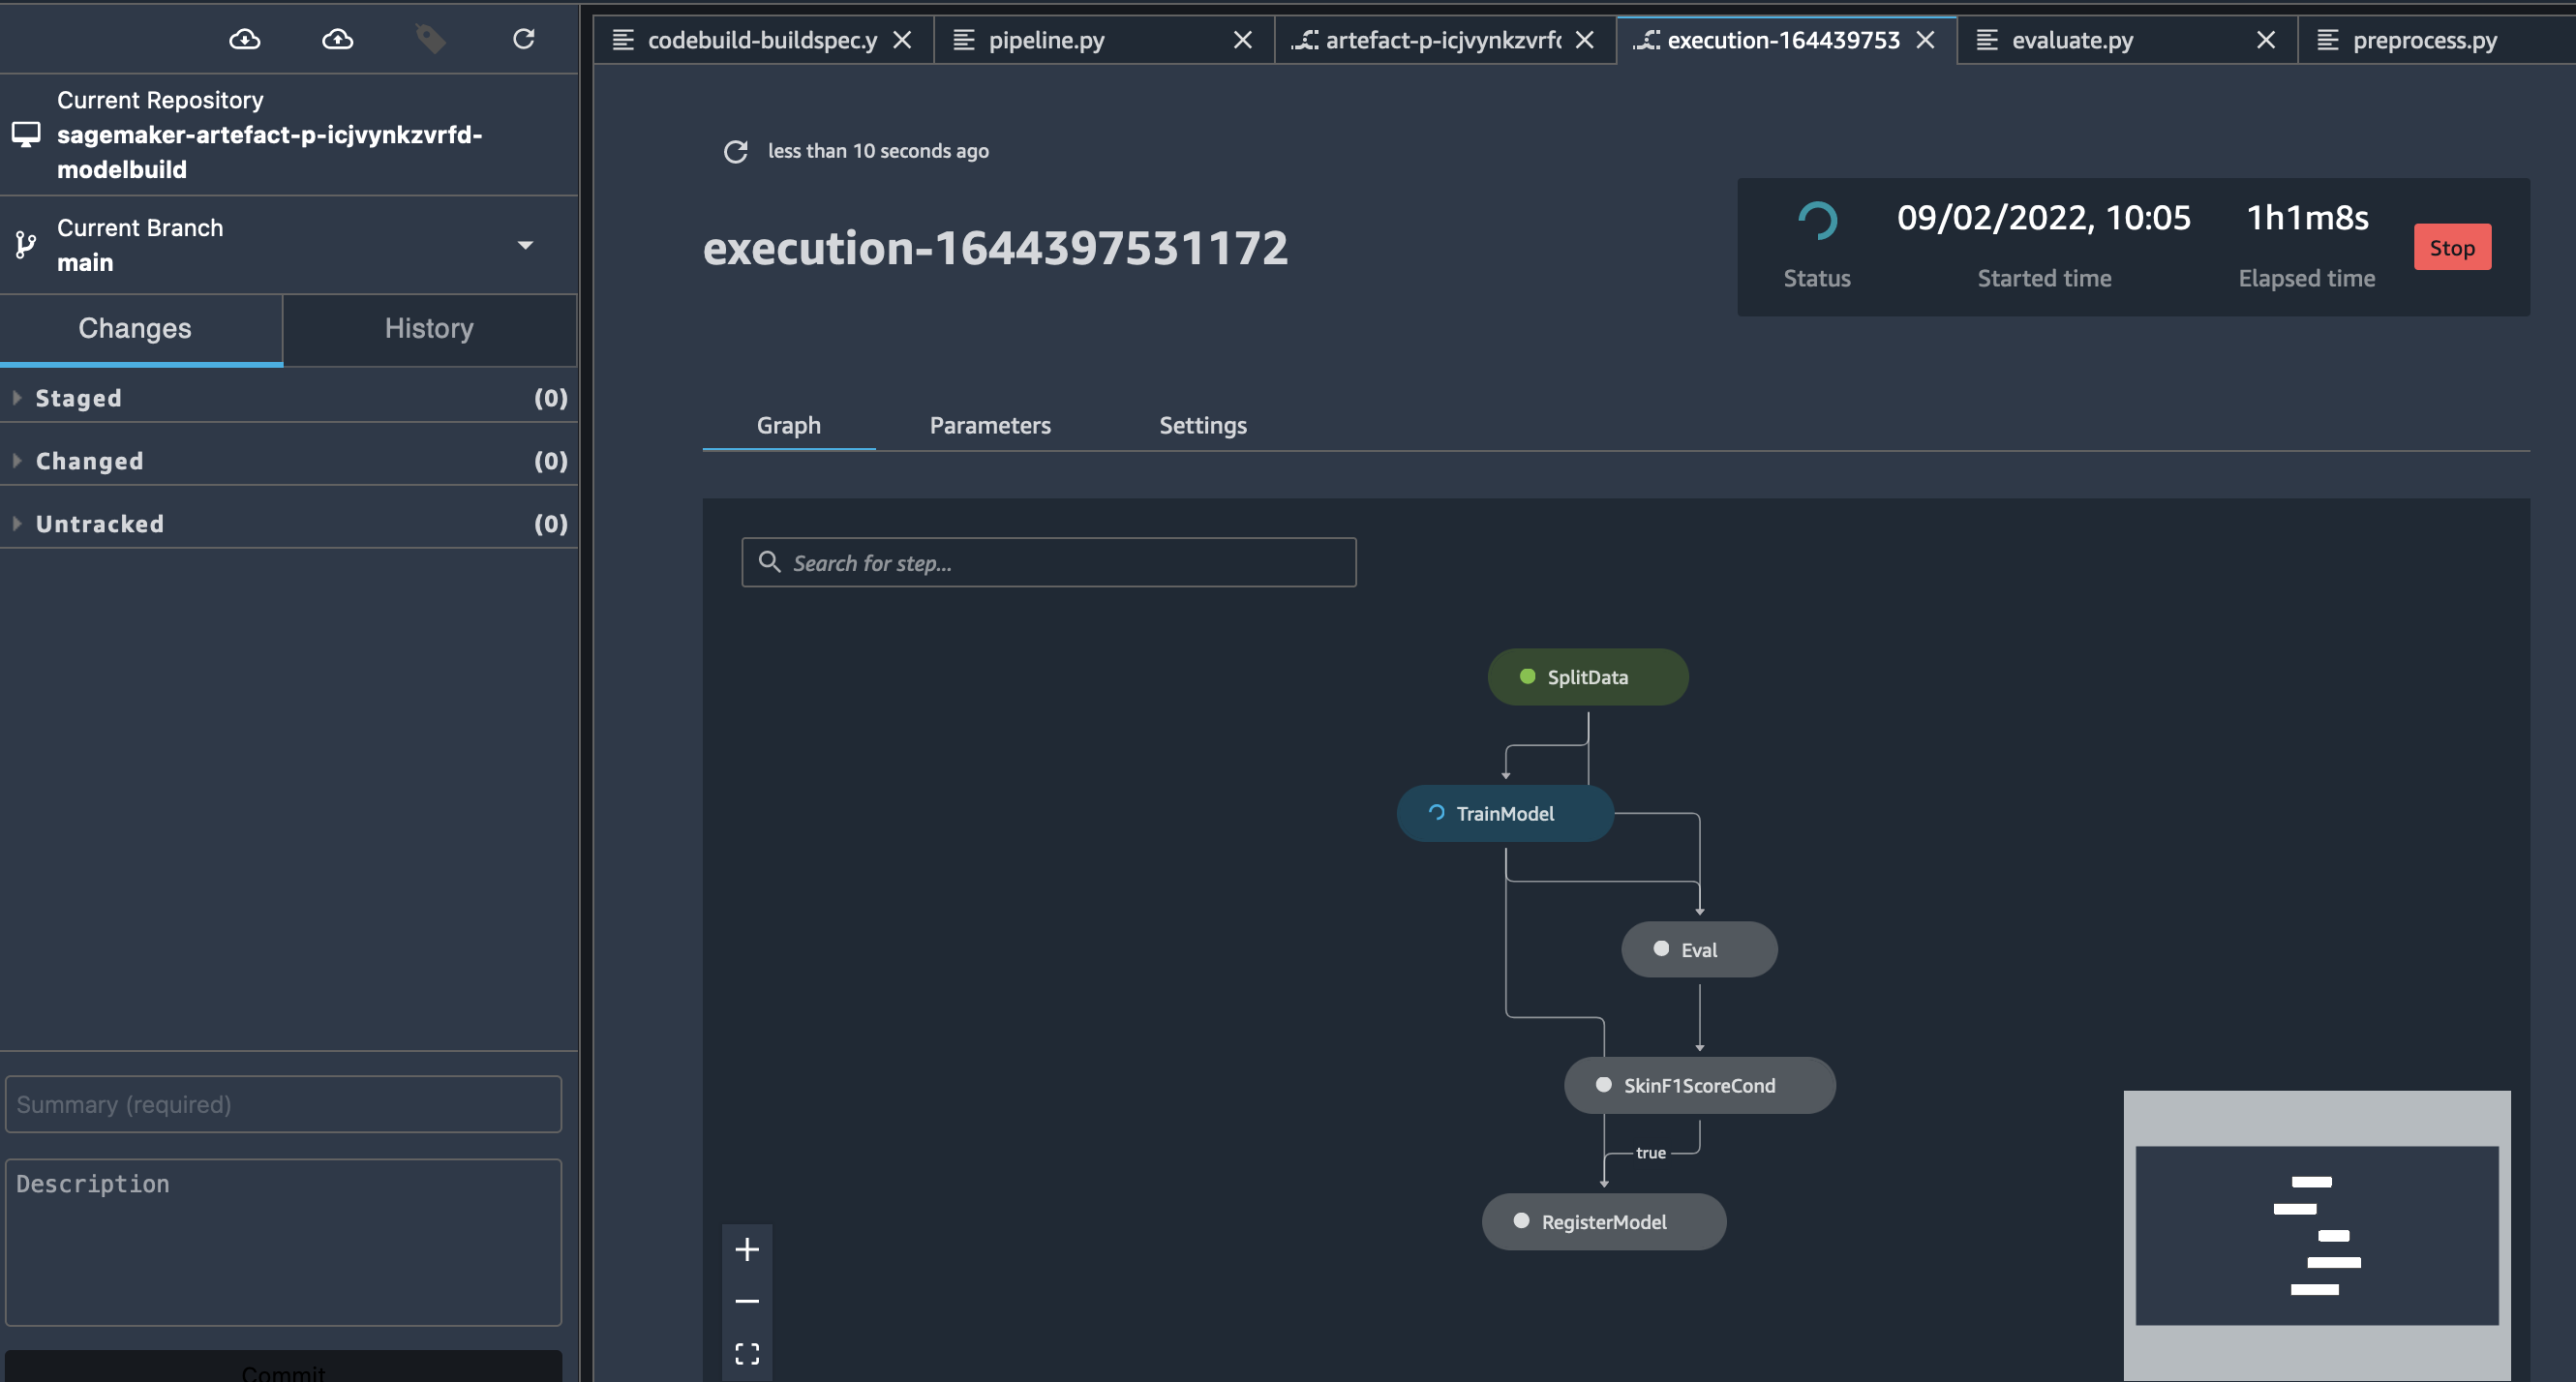 codebuild-buildspec.y
pipeline.py
artefact-p-icjvynkzvrfc
execution-164439753
evaluate.py
preprocess.py
Current Repository
sagemaker-artefact-p-icjvynkzvrfd-
modelbuild
Current Branch
main
Changes
History
Staged (0)
Changed (0)
Untracked (0)
Summary (required)
Description
Commit
less than 10 seconds ago
execution-1644397531172
09/02/2022, 10:05
1h1m8s
Stop
Status
Started time
Elapsed time
Graph
Parameters
Settings
Search for step...
SplitData
TrainModel
Eval
SkinF1ScoreCond
true
RegisterModel